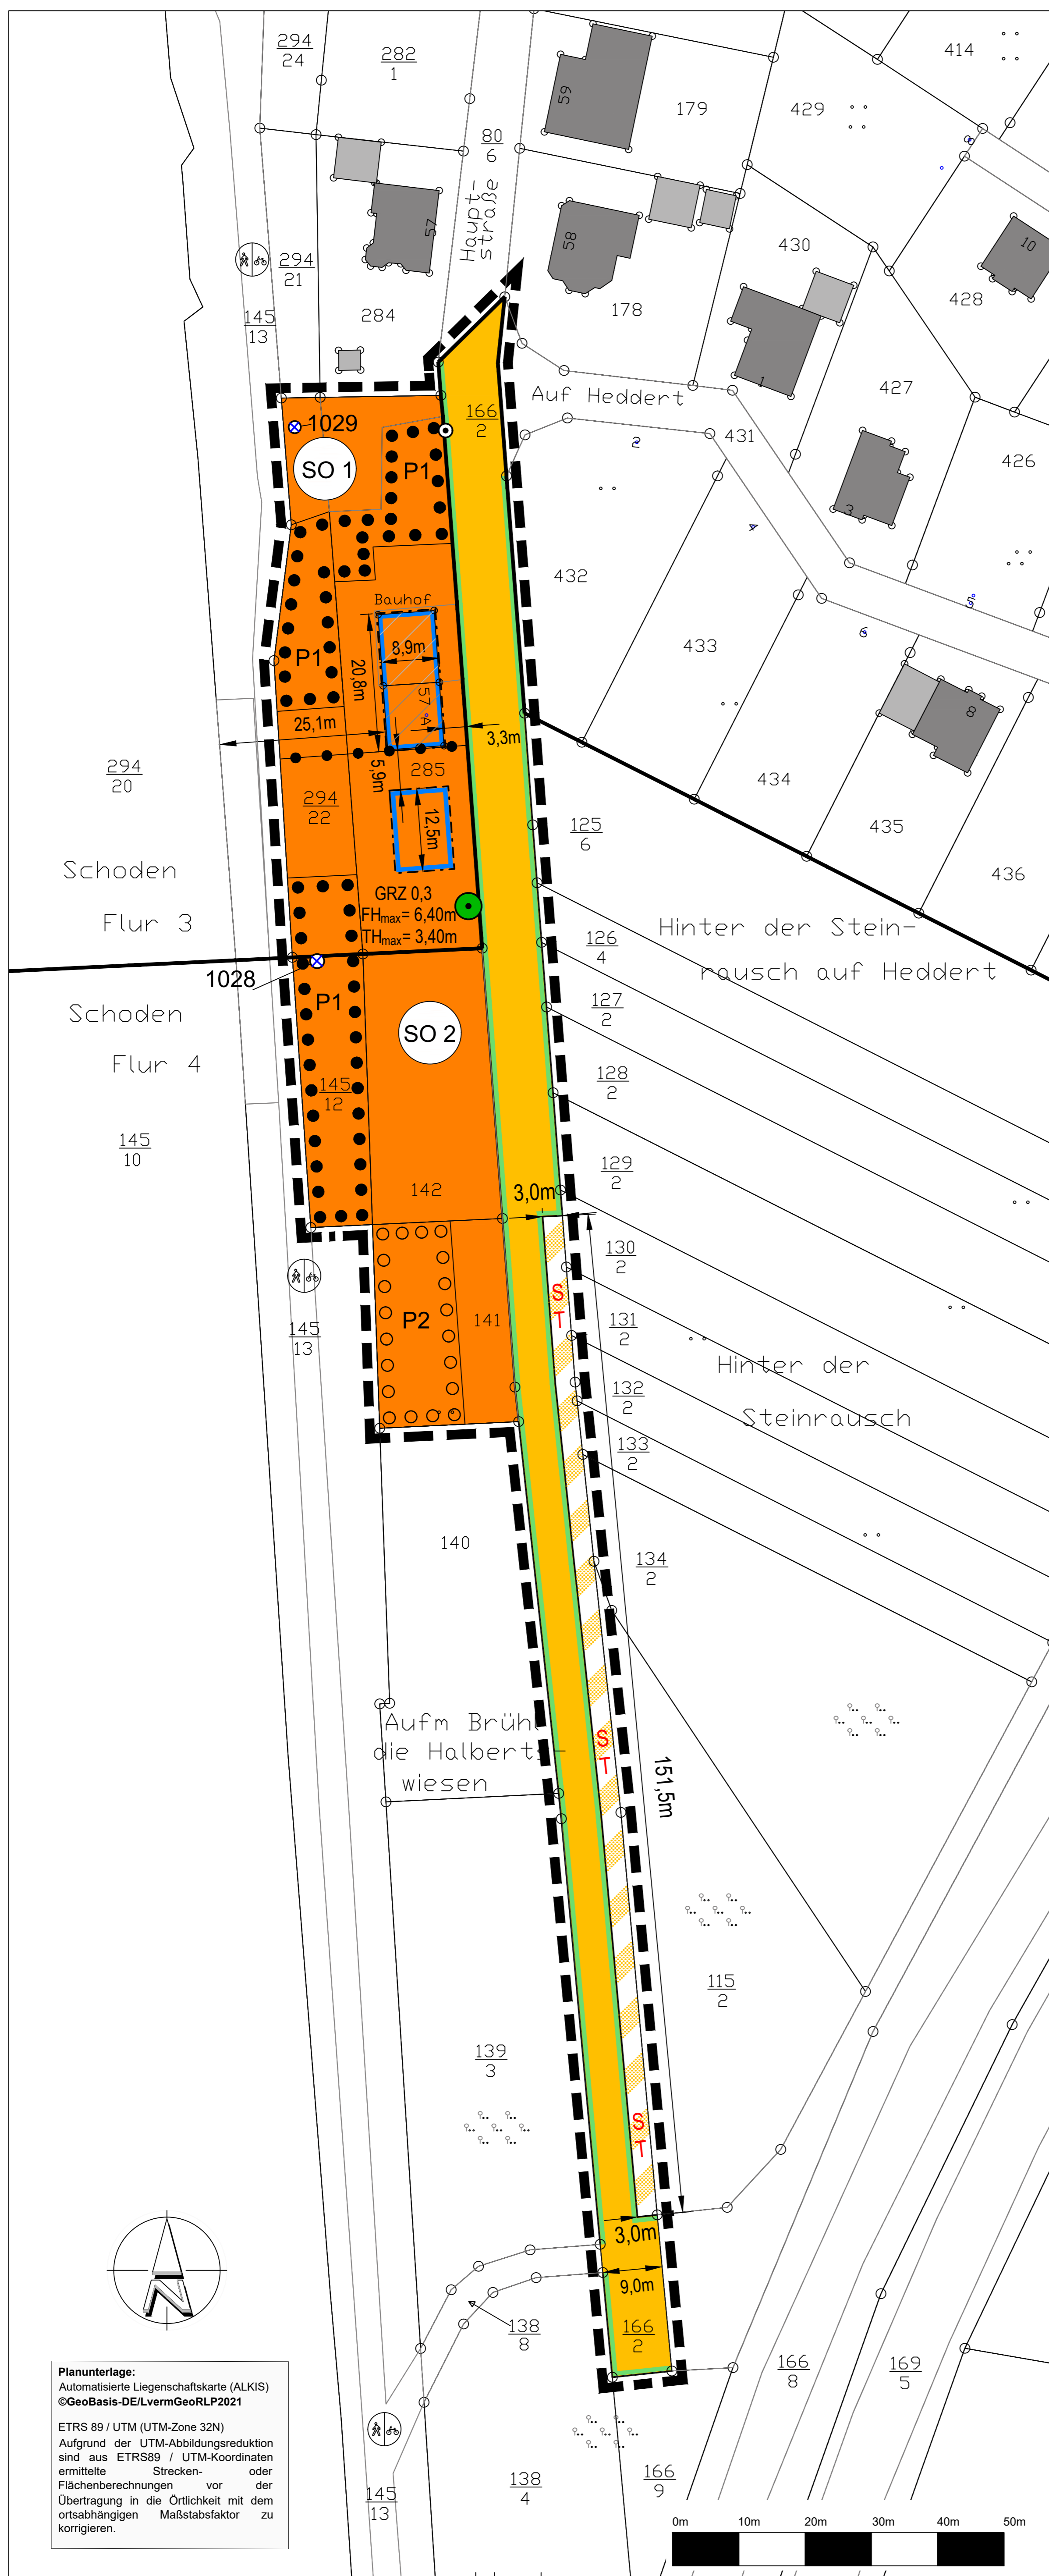 294
24
282
1
414
59
179
429
80
6
Haupt-
straße
57
58
294
21
430
10
145
13
284
178
428
1
427
Auf Heddert
1029
166
2
431
2
426
SO 1
P1
3
4
432
Bauhof
5
6
8,9m
433
P1
20,8m
57 A
8
25,1m
3,3m
5,9m
285
294
20
434
294
22
12,5m
125
6
435
Schoden
436
GRZ 0,3
Flur 3
FHmax= 6,40m
Hinter der Stein-
TH max= 3,40m
126
4
rausch auf Heddert
1028
P1
Schoden
127
2
SO 2
Flur 4
128
2
145
12
145
10
129
2
142
3,0m
130
2
S
T
P2
141
131
2
145
13
Hinter der
132
2
Steinrausch
133
2
140
134
2
Aufm Brühl
die Halberts-
wiesen
S
T
151,5m
115
2
139
3
S
T
3,0m
9,0m
138
8
166
2
166
8
169
5
N
Planunterlage:
Automatisierte Liegenschaftskarte (ALKIS)
©GeoBasis-DE/LvermGeoRLP2021
ETRS 89 / UTM (UTM-Zone 32N)
Aufgrund der UTM-Abbildungsreduktion
sind aus ETRS89 / UTM-Koordinaten
ermittelte Strecken- oder
Flächenberechnungen vor der
Übertragung in die Örtlichkeit mit dem
ortsabhängigen Maßstabsfaktor zu
korrigieren.
145
13
138
4
166
9
0m 10m 20m 30m 40m 50m